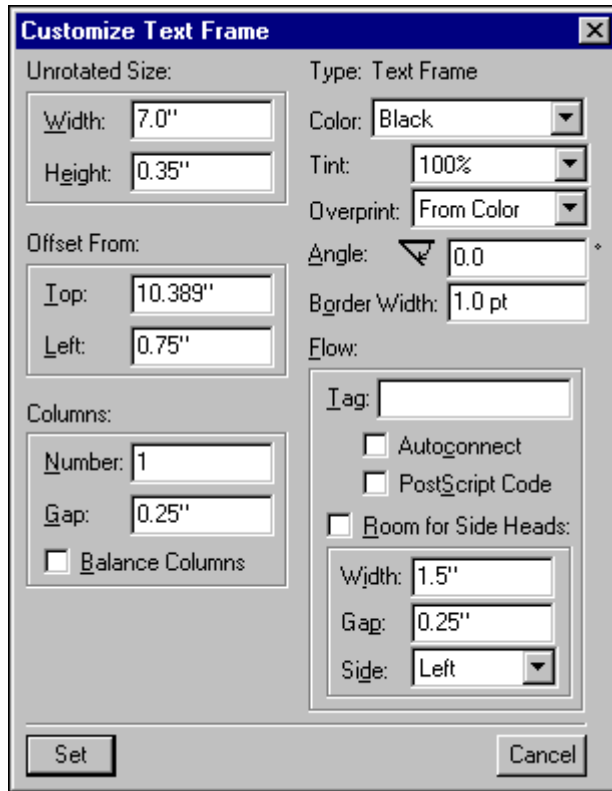 Customize Text Frame
Unrotated Size:
Width: 7.0"
Height: 0.35"
Offset From:
Top: 10.389"
Left: 0.75"
Columns:
Number: 1
Gap: 0.25"
Balance Columns
Type: Text Frame
Color: Black
Tint: 100%
Overprint: From Color
Angle: 0.0 °
Border Width: 1.0 pt
Flow:
Tag:
Autoconnect
PostScript Code
Room for Side Heads:
Width: 1.5"
Gap: 0.25"
Side: Left
Set
Cancel